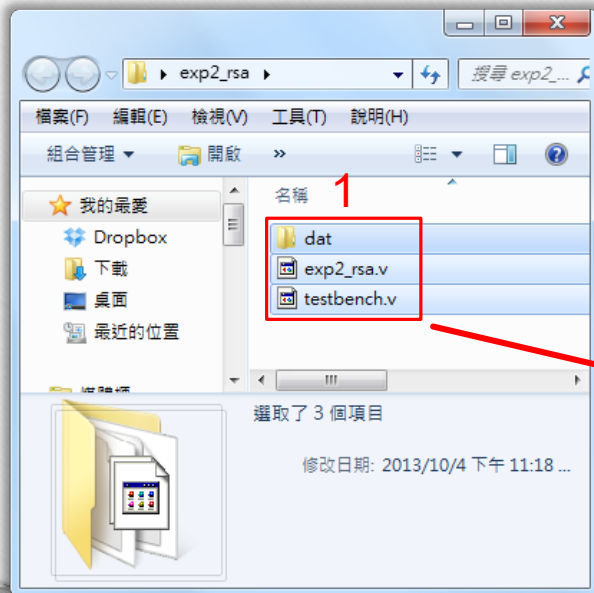 exp2_rsa
搜尋 exp2_...
檔案(F) 編輯(E) 檢視(V) 工具(T) 說明(H)
組合管理 開啟 »
我的最愛
Dropbox
下載
桌面
最近的位置
名稱
1
dat
exp2_rsa.v
testbench.v
選取了 3 個項目
修改日期: 2013/10/4 下午 11:18 ...